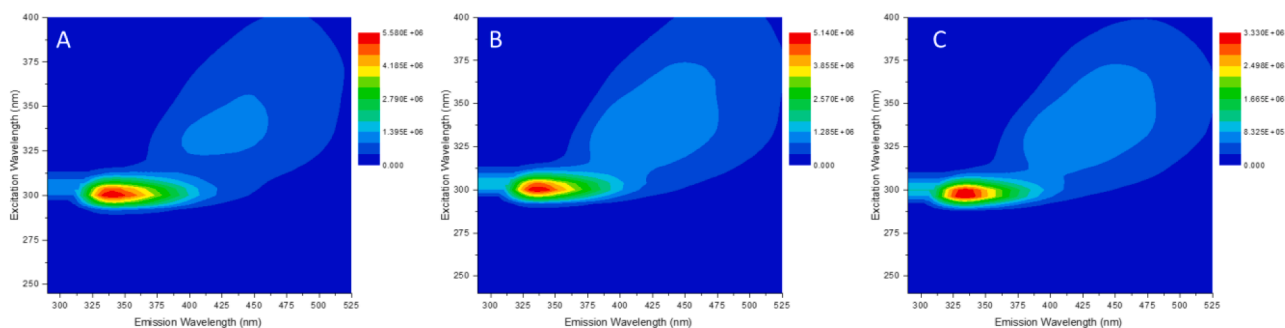 A
400
375
350
325
300
275
250
Excitation Wavelength (nm)
300 325 350 375 400 425 450 475 500 525
Emission Wavelength (nm)
5.580E +06
4.185E +06
2.790E +06
1.395E +06
0.000
B
400
375
350
325
300
275
250
Excitation Wavelength (nm)
300 325 350 375 400 425 450 475 500 525
Emission Wavelength (nm)
5.140E +06
3.855E +06
2.570E +06
1.285E +06
0.000
C
400
375
350
325
300
275
250
Excitation Wavelength (nm)
300 325 350 375 400 425 450 475 500 525
Emission Wavelength (nm)
3.330E +06
2.498E +06
1.665E +06
8.325E +05
0.000